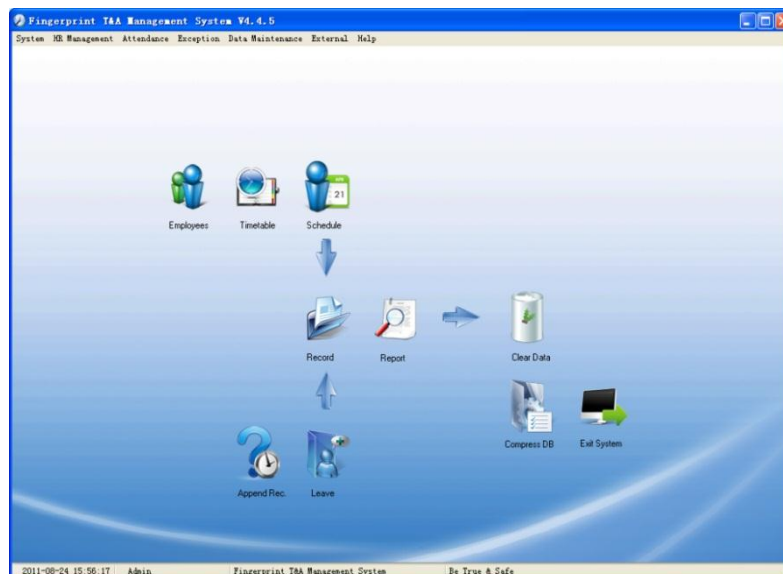 Fingerprint T&A Management System V4.4.5
System HR Management Attendance Exception Data Maintenance External Help
APR
21
Employees Timetable Schedule
Record Report Clear Data
Compress DB Exit System
Append Rec. Leave
2011-08-24 15:56:17 Admin Fingerprint T&A Management System Be True & Safe